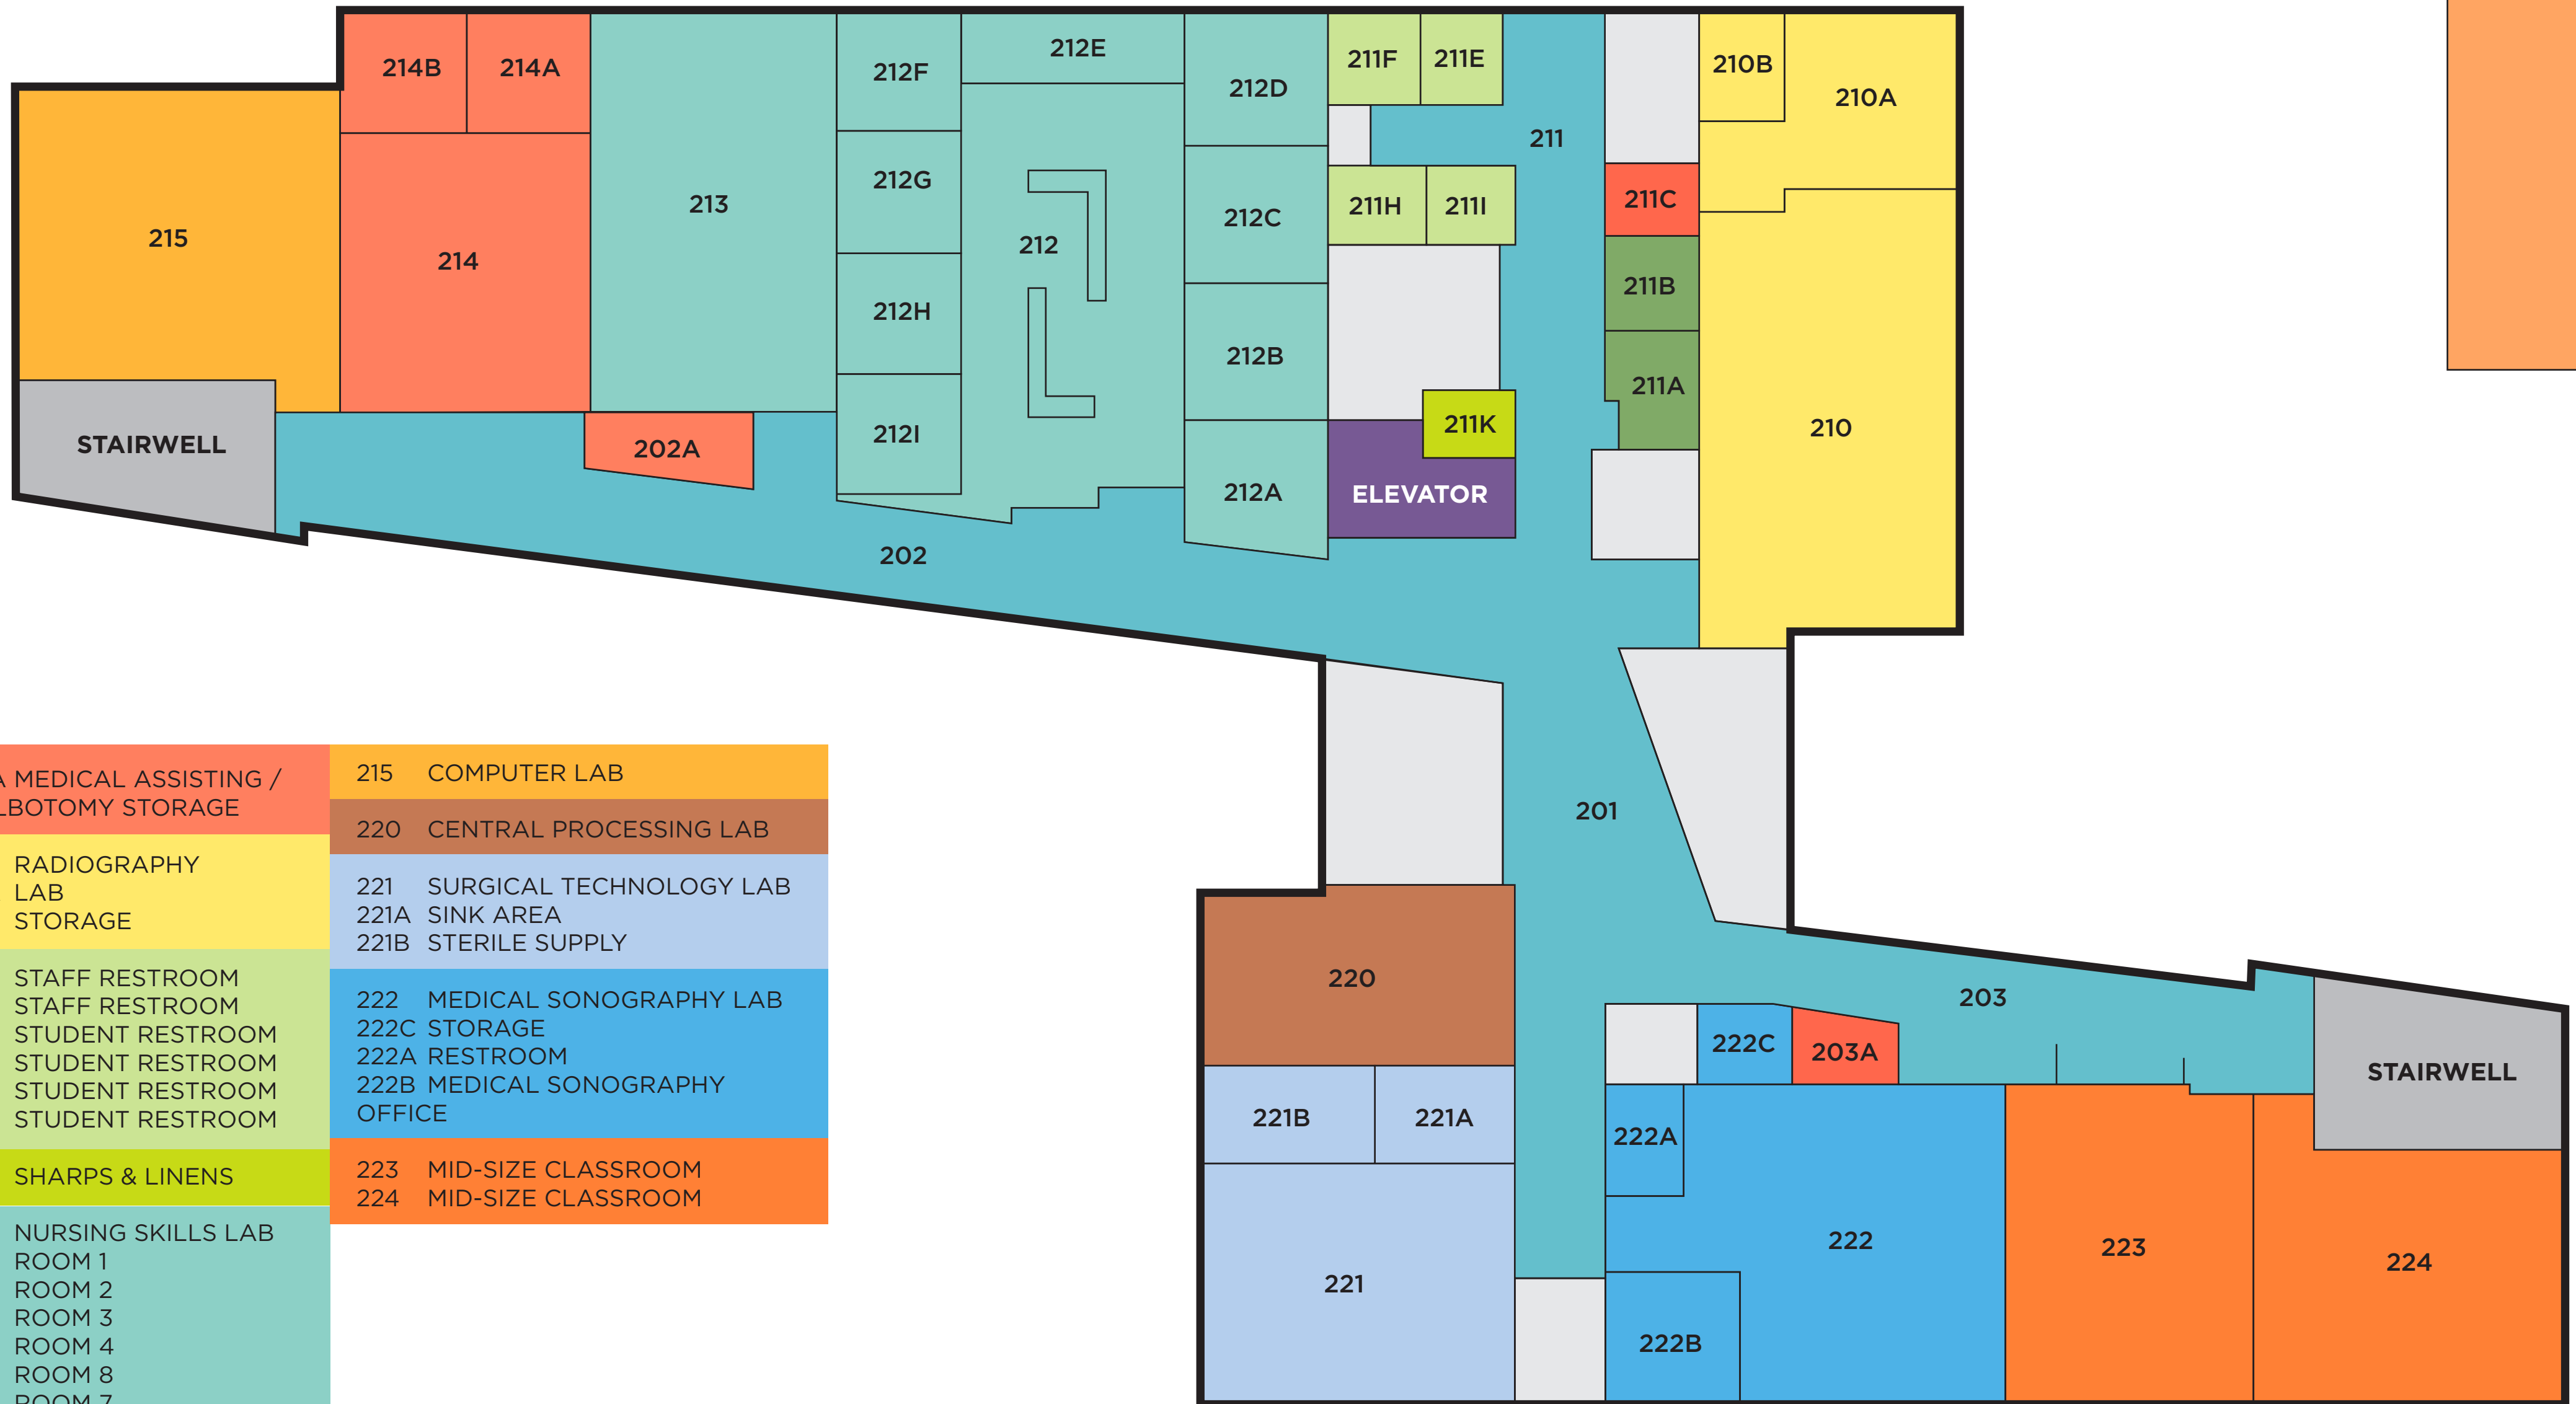 214B
214A
212F
212E
212D
211F
211E
210B
210A
211
215
214
213
212G
212
212C
211H
211I
211C
212H
212B
211B
211A
210
STAIRWELL
202A
212I
212A
211K
ELEVATOR
202
201
220
203
222C
203A
STAIRWELL
221B
221A
222A
221
222
223
224
222B
A MEDICAL ASSISTING /
LBOTOMY STORAGE
RADIOGRAPHY
LAB
STORAGE
STAFF RESTROOM
STAFF RESTROOM
STUDENT RESTROOM
STUDENT RESTROOM
STUDENT RESTROOM
STUDENT RESTROOM
SHARPS & LINENS
NURSING SKILLS LAB
ROOM 1
ROOM 2
ROOM 3
ROOM 4
ROOM 8
ROOM 7
215 COMPUTER LAB
220 CENTRAL PROCESSING LAB
221 SURGICAL TECHNOLOGY LAB
221A SINK AREA
221B STERILE SUPPLY
222 MEDICAL SONOGRAPHY LAB
222C STORAGE
222A RESTROOM
222B MEDICAL SONOGRAPHY
OFFICE
223 MID-SIZE CLASSROOM
224 MID-SIZE CLASSROOM